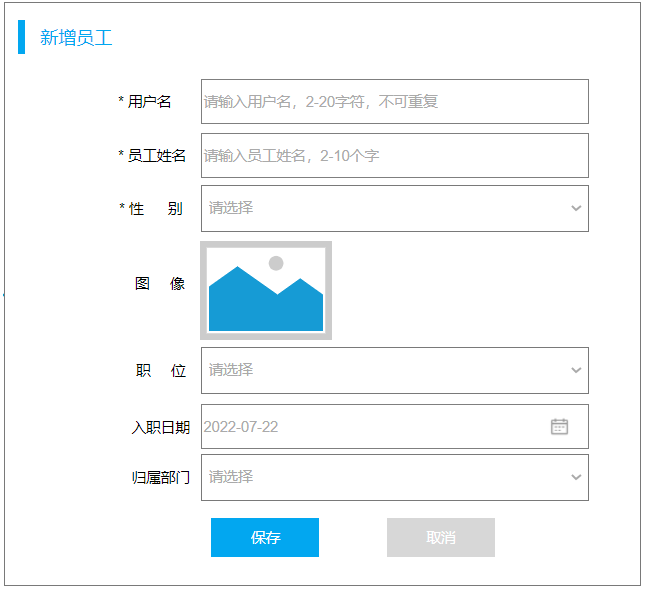 新增员工
* 用户名 请输入用户名，2-20字符，不可重复
* 员工姓名 请输入员工姓名，2-10个字
* 性 别 请选择
图 像
职 位 请选择
入职日期 2022-07-22
归属部门 请选择
保存 取消